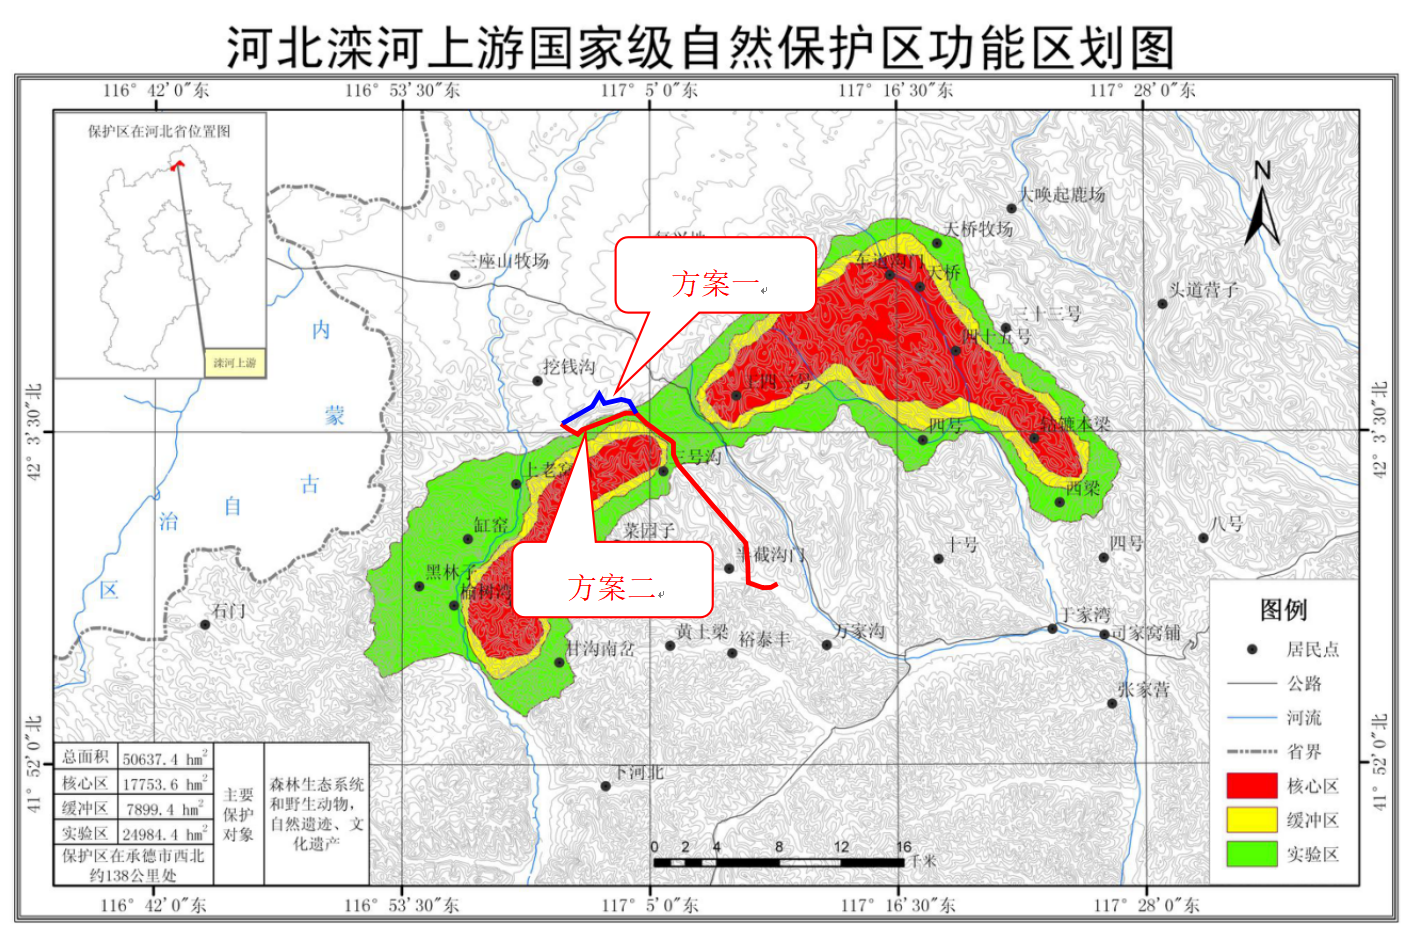 河北滦河上游国家级自然保护区功能区划图
116° 42′ 0″东
116° 53′ 30″东
117° 5′ 0″东
117° 16′ 30″东
117° 28′ 0″东
保护区在河北省位置图
滦河上游
N
大唤起鹿场
天桥牧场
三座山牧场
方案一
车道沟门
天桥
头道营子
三十三号
四十五号
内
蒙
古
自
治
区
挖钱沟
上四三号
42° 3′ 30″北
42° 3′ 30″北
四号
三号沟
上老窑
西梁
八号
缸窑
菜园子
半截沟门
十号
四号
方案二
黑林子
榆树湾
石门
甘沟南岔
黄土梁
裕泰丰
万家沟
于家湾
司家窝铺
张家营
下河北
图例
居民点
公路
河流
省界
核心区
缓冲区
实验区
41° 52′ 0″北
41° 52′ 0″北
总面积 50637.4 hm²
核心区 17753.6 hm²
缓冲区 7899.4 hm²
实验区 24984.4 hm²
保护区在承德市西北
约138公里处
主要
保护
对象
森林生态系统
和野生动物,
自然遗迹、文
化遗产
0 2 4 8 12 16
千米
116° 42′ 0″东
116° 53′ 30″东
117° 5′ 0″东
117° 16′ 30″东
117° 28′ 0″东